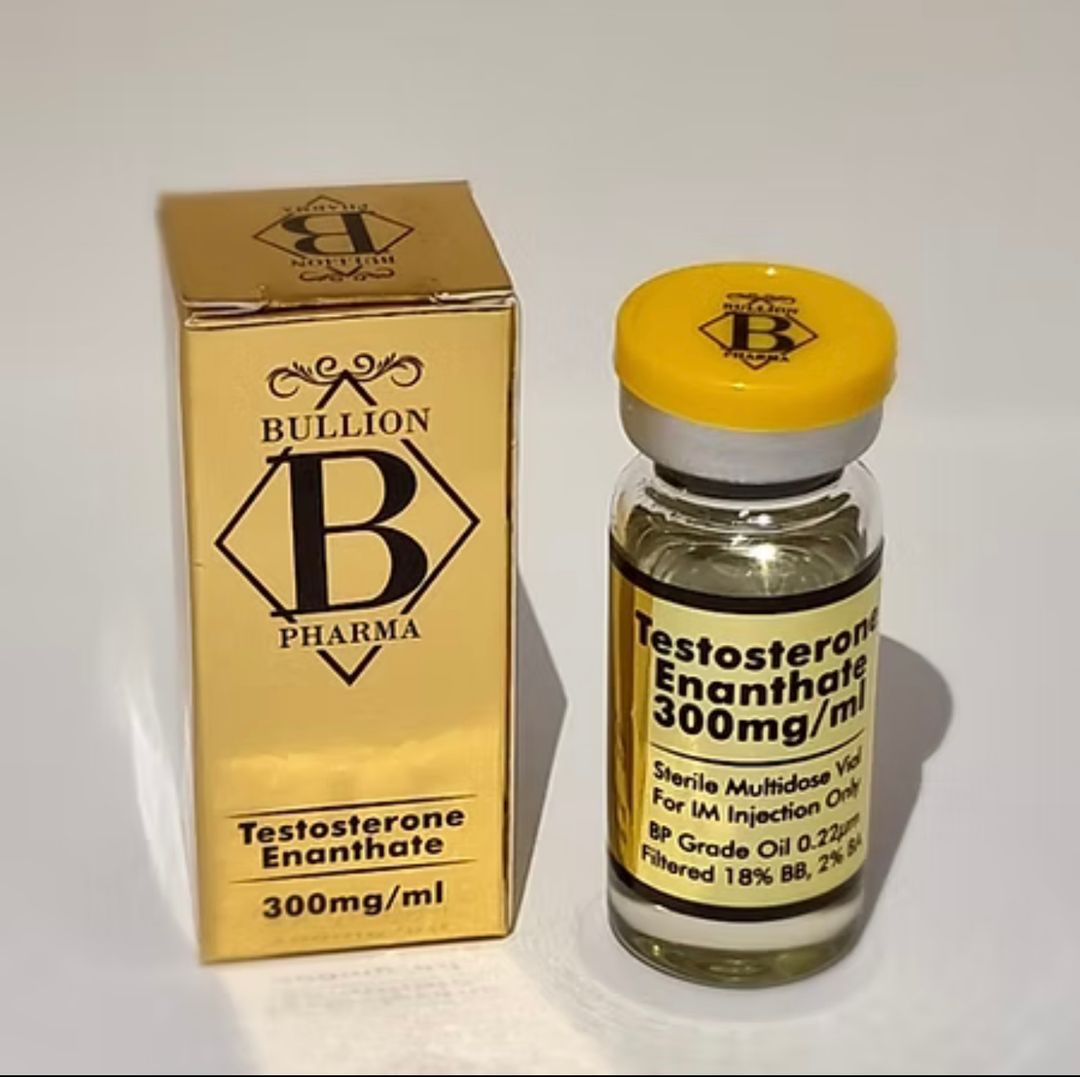 BULLION
B
PHARMA
BULLION
B
PHARMA
Testosterone
Enanthate
300mg/ml
BULLION
B
PHARMA
Testosterone
Enanthate
300mg/ml
Sterile Multidose Vial
For IM Injection Only
BP Grade Oil 0.22µm
Filtered 18% BB, 2% BA